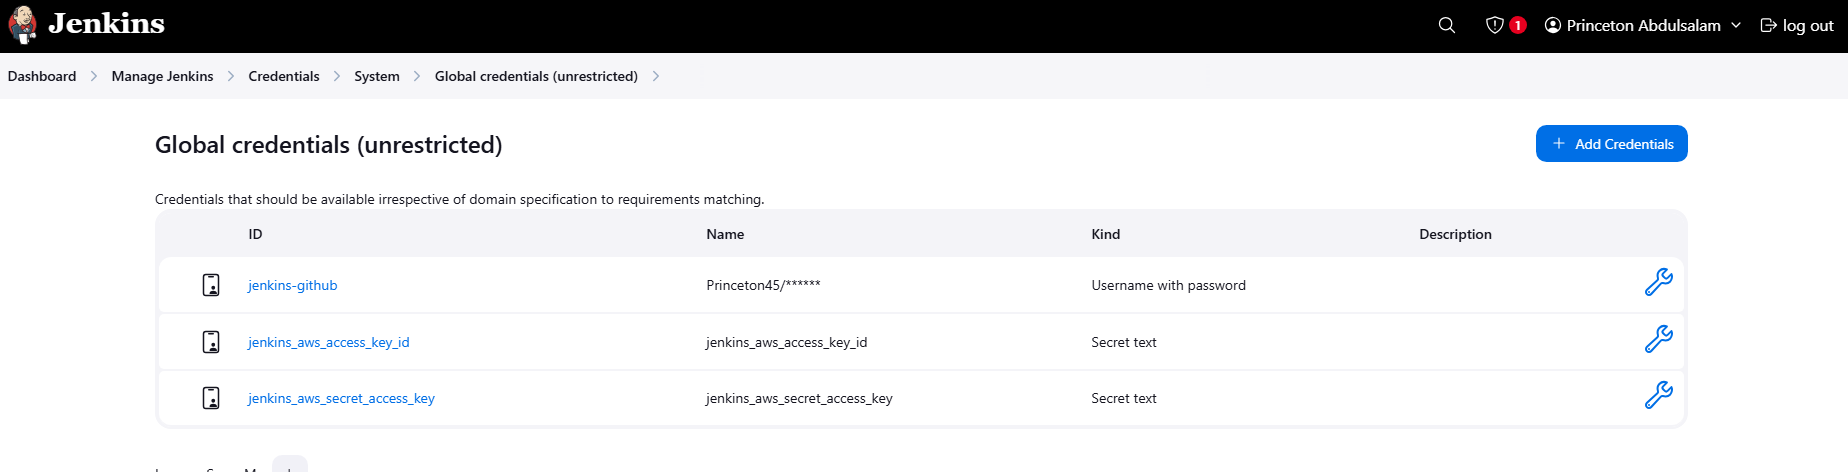 Jenkins
1 Princeton Abdulsalam log out
Dashboard Manage Jenkins Credentials System Global credentials (unrestricted)
Global credentials (unrestricted)
+ Add Credentials
Credentials that should be available irrespective of domain specification to requirements matching.
ID Name Kind Description
jenkins-github Princeton45/****** Username with password
jenkins_aws_access_key_id jenkins_aws_access_key_id Secret text
jenkins_aws_secret_access_key jenkins_aws_secret_access_key Secret text